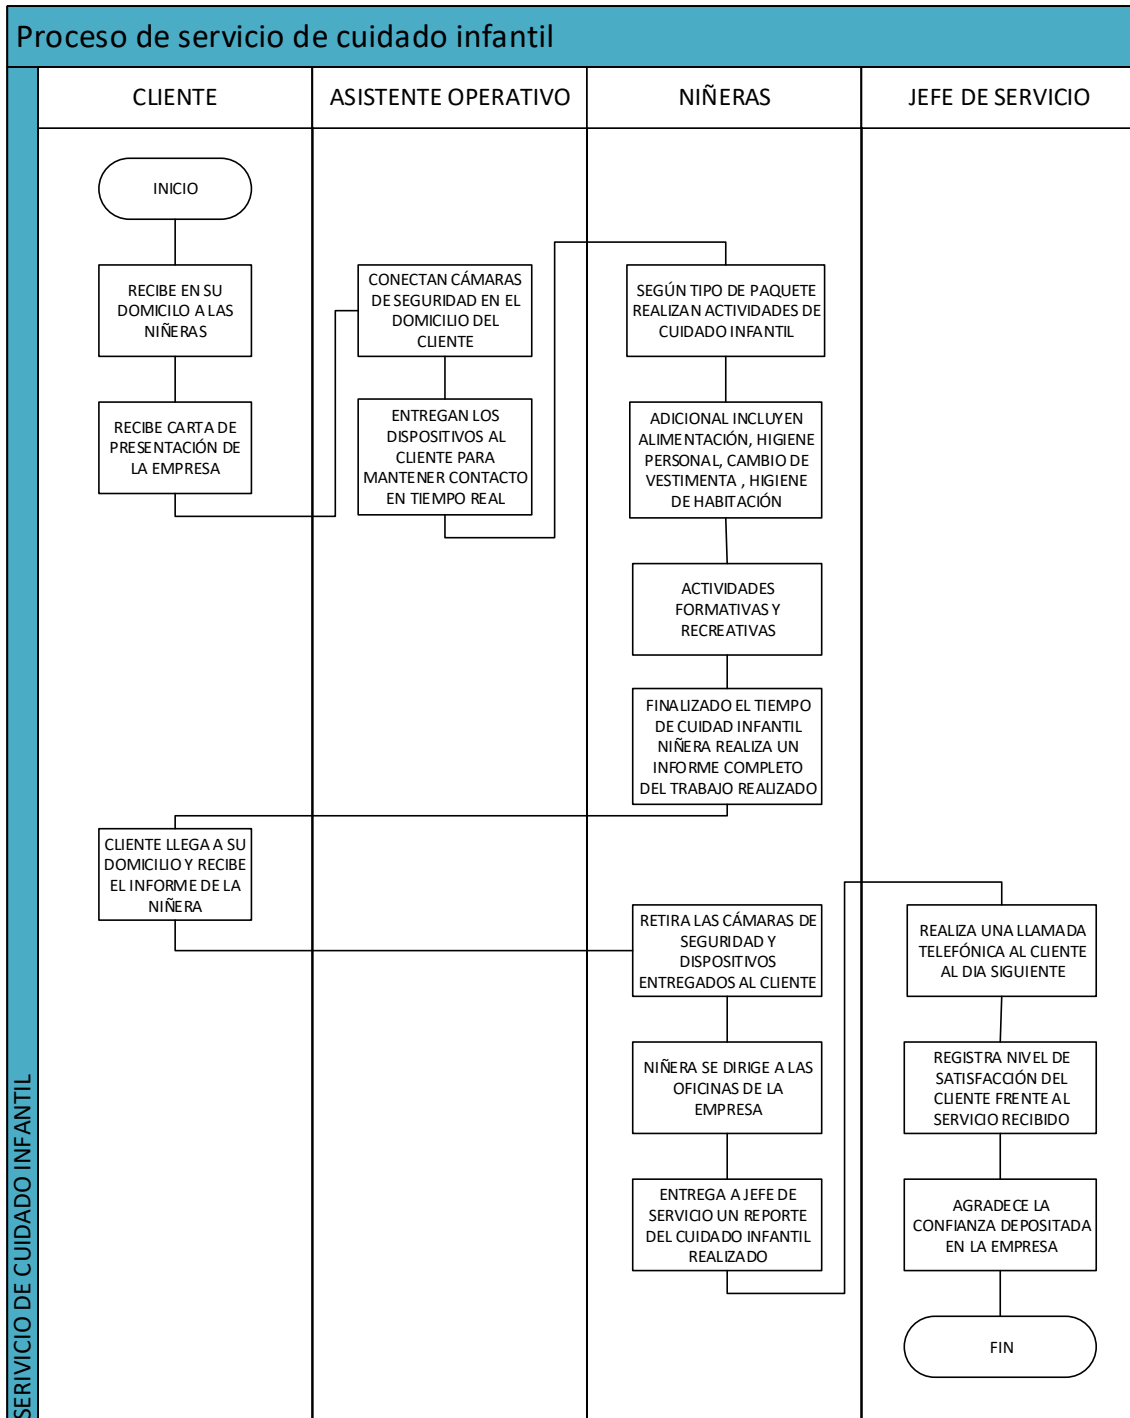 Proceso de servicio de cuidado infantil
SERIVICIO DE CUIDADO INFANTIL
CLIENTE
ASISTENTE OPERATIVO
NIÑERAS
JEFE DE SERVICIO
INICIO
RECIBE EN SU
DOMICILO A LAS
NIÑERAS
RECIBE CARTA DE
PRESENTACIÓN DE
LA EMPRESA
CONECTAN CÁMARAS
DE SEGURIDAD EN EL
DOMICILIO DEL
CLIENTE
ENTREGAN LOS
DISPOSITIVOS AL
CLIENTE PARA
MANTENER CONTACTO
EN TIEMPO REAL
SEGÚN TIPO DE PAQUETE
REALIZAN ACTIVIDADES DE
CUIDADO INFANTIL
ADICIONAL INCLUYEN
ALIMENTACIÓN, HIGIENE
PERSONAL, CAMBIO DE
VESTIMENTA , HIGIENE
DE HABITACIÓN
ACTIVIDADES
FORMATIVAS Y
RECREATIVAS
FINALIZADO EL TIEMPO
DE CUIDAD INFANTIL
NIÑERA REALIZA UN
INFORME COMPLETO
DEL TRABAJO REALIZADO
CLIENTE LLEGA A SU
DOMICILIO Y RECIBE
EL INFORME DE LA
NIÑERA
RETIRA LAS CÁMARAS DE
SEGURIDAD Y
DISPOSITIVOS
ENTREGADOS AL CLIENTE
NIÑERA SE DIRIGE A LAS
OFICINAS DE LA
EMPRESA
ENTREGA A JEFE DE
SERVICIO UN REPORTE
DEL CUIDADO INFANTIL
REALIZADO
REALIZA UNA LLAMADA
TELEFÓNICA AL CLIENTE
AL DIA SIGUIENTE
REGISTRA NIVEL DE
SATISFACCIÓN DEL
CLIENTE FRENTE AL
SERVICIO RECIBIDO
AGRADECE LA
CONFIANZA DEPOSITADA
EN LA EMPRESA
FIN